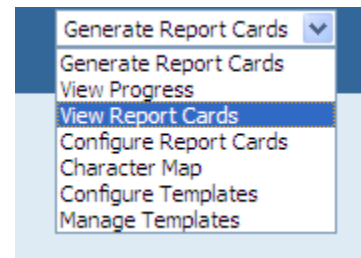 Generate Report Cards
Generate Report Cards
View Progress
View Report Cards
Configure Report Cards
Character Map
Configure Templates
Manage Templates